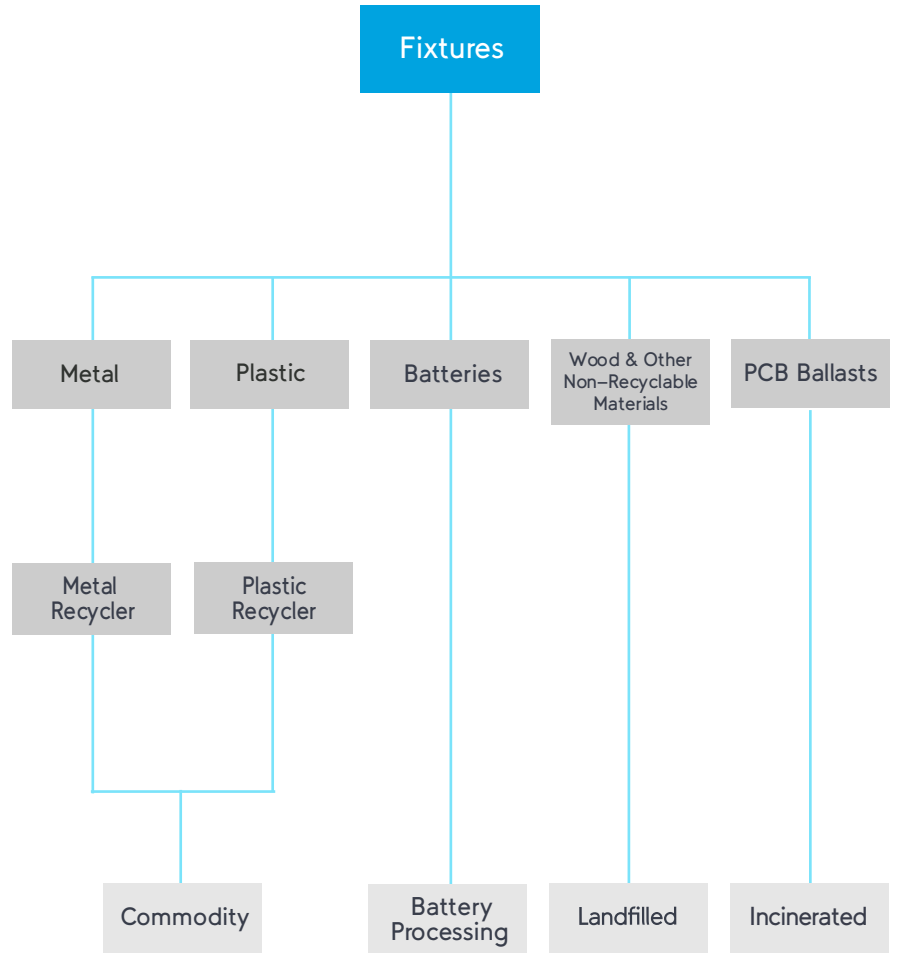 Fixtures
Metal
Plastic
Batteries
Wood & Other
Non–Recyclable
Materials
PCB Ballasts
Metal
Recycler
Plastic
Recycler
Commodity
Battery
Processing
Landfilled
Incinerated